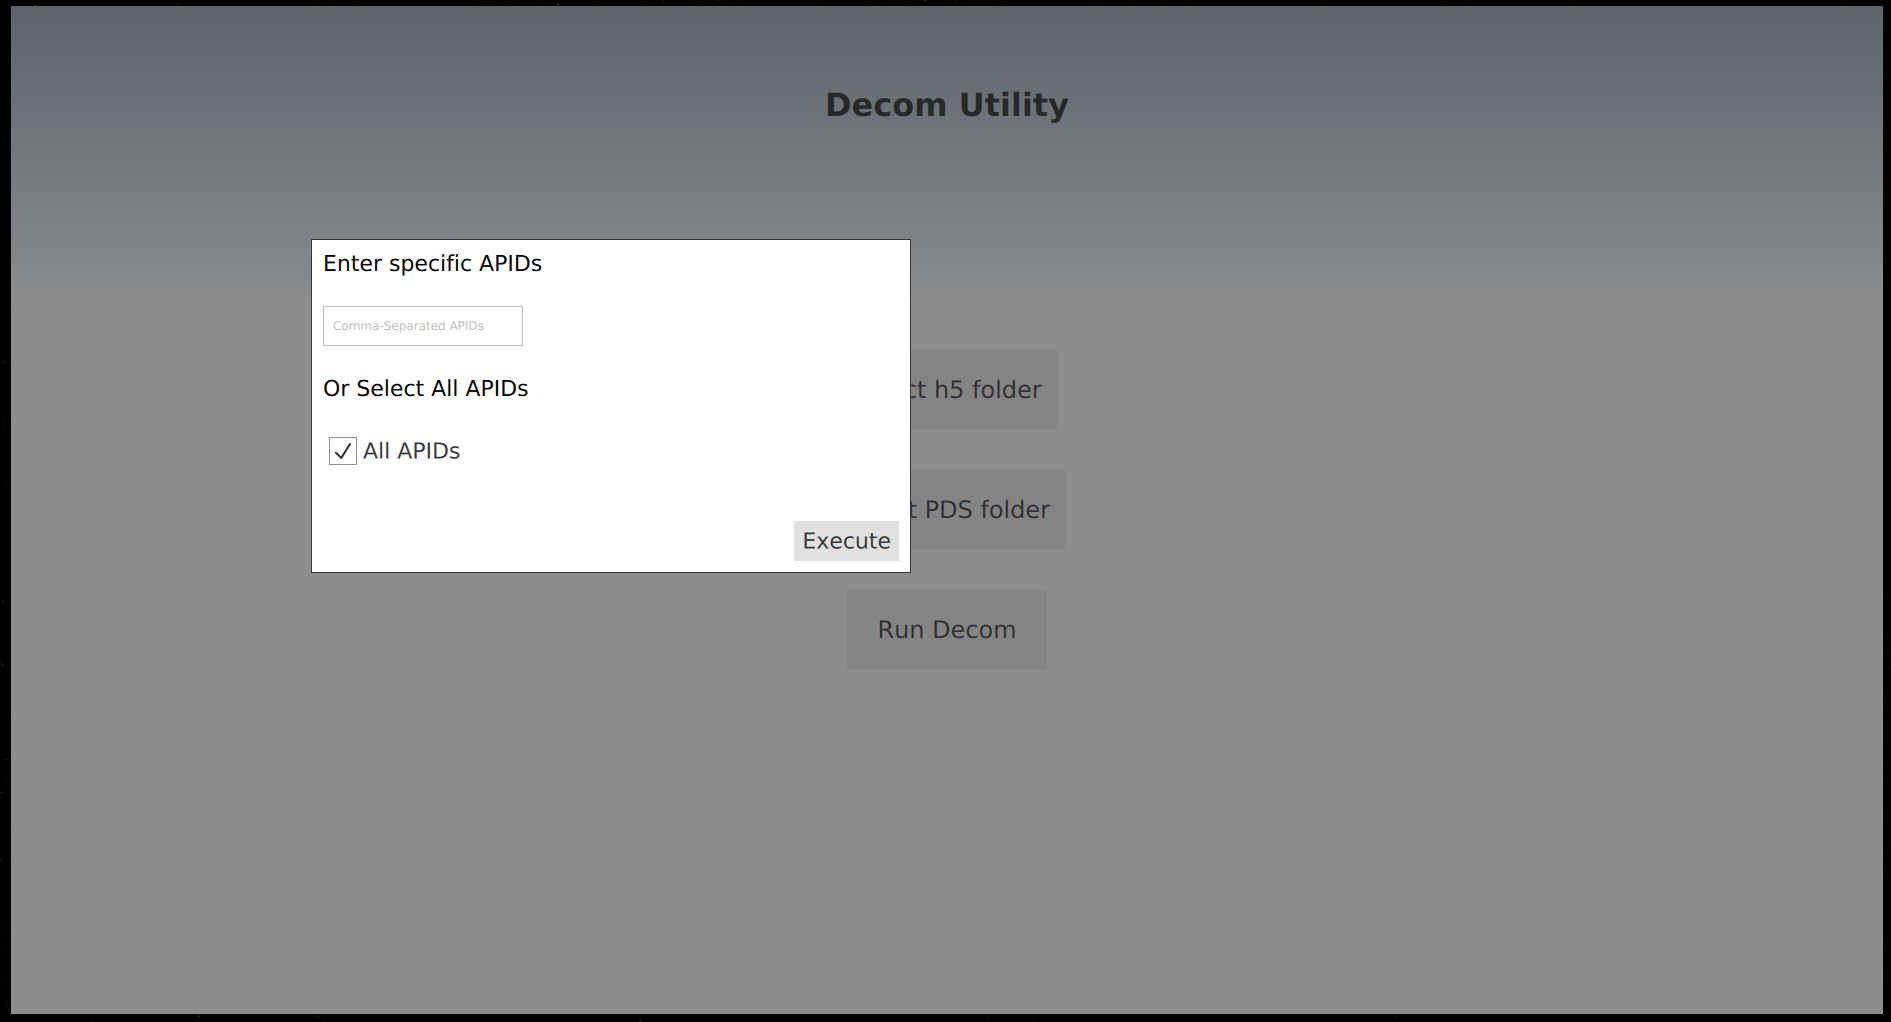 Decom Utility
Enter specific APIDs
Comma-Separated APIDs
Or Select All APIDs
All APIDs
Execute
h5 folder
PDS folder
Run Decom